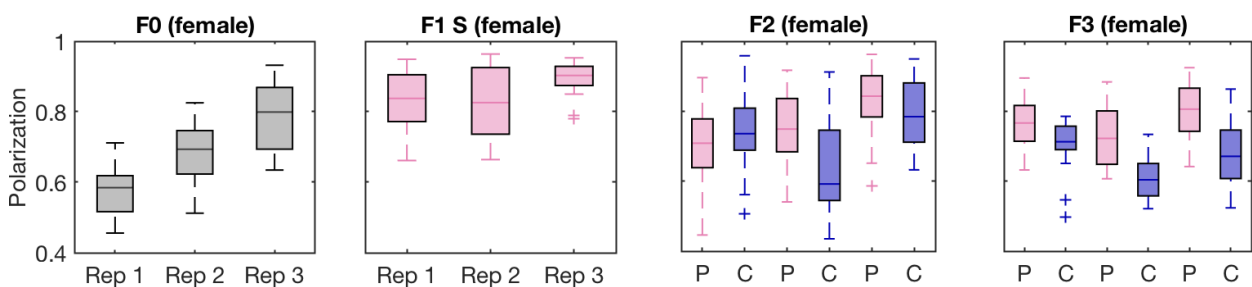 F0 (female)
F1 S (female)
F2 (female)
F3 (female)
Polarization
1
0.8
0.6
0.4
Rep 1 Rep 2 Rep 3
Rep 1 Rep 2 Rep 3
P C P C P C
P C P C P C